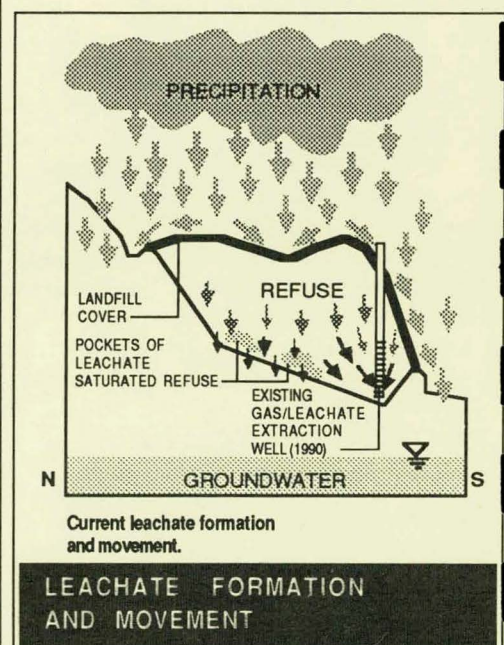 PRECIPITATION
REFUSE
LANDFILL
COVER
POCKETS OF
LEACHATE
SATURATED REFUSE
EXISTING
GAS/LEACHATE
EXTRACTION
WELL (1990)
N
GROUNDWATER
S
Current leachate formation
and movement.
LEACHATE FORMATION
AND MOVEMENT